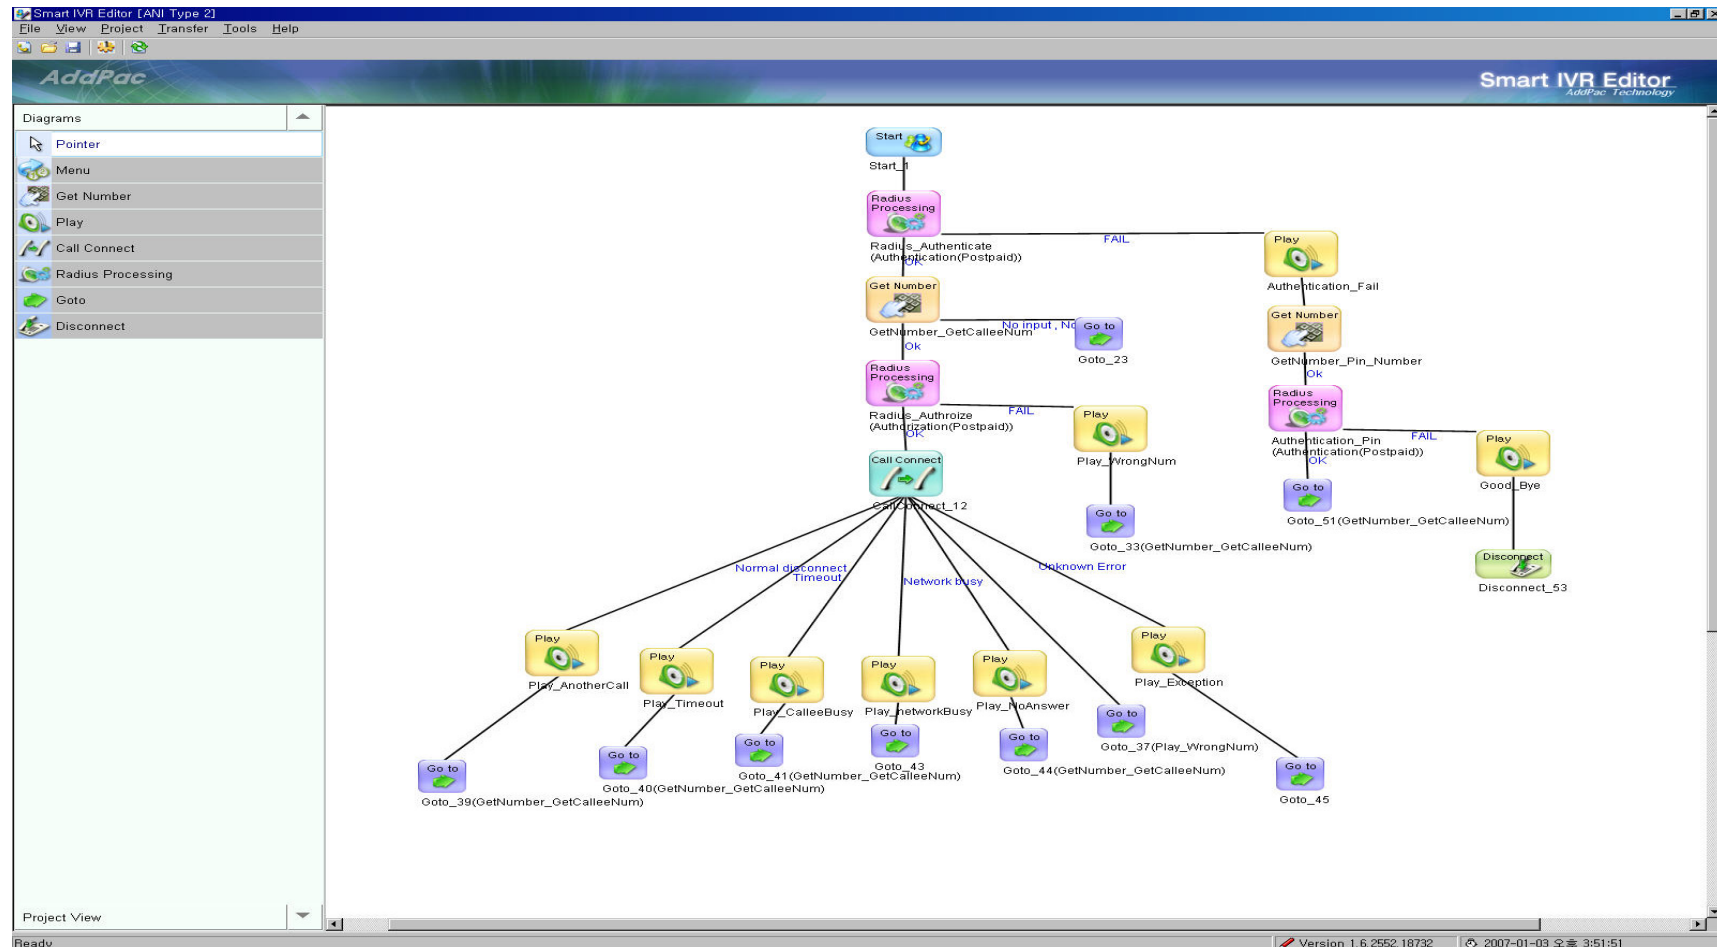 Smart IVR Editor [ANI Type 2]
File View Project Transfer Tools Help
AddPac
Smart IVR Editor
AddPac Technology
Diagrams
Pointer
Menu
Get Number
Play
Call Connect
Radius Processing
Goto
Disconnect
Project View
Start
Start_1
Radius
Processing
Radius_Authenticate
(Authentication(Postpaid))
FAIL
OK
Play
Authentication_Fail
Get Number
GetNumber_GetCalleeNum
No input , No
Ok
Go to
Goto_23
Get Number
GetNumber_Pin_Number
Ok
Radius
Processing
Radius_Authroize
(Authorization(Postpaid))
FAIL
OK
Play
Play_WrongNum
Go to
Goto_33(GetNumber_GetCalleeNum)
Radius
Processing
Authentication_Pin
(Authentication(Postpaid))
FAIL
OK
Play
Good_Bye
Go to
Goto_51(GetNumber_GetCalleeNum)
Disconnect
Disconnect_53
Call Connect
CallConnect_12
Normal disconnect
Timeout
Network busy
Unknown Error
Play
Play_AnotherCall
Play
Play_Timeout
Play
Play_CalleeBusy
Play
Play_networkBusy
Play
Play_NoAnswer
Play
Play_Exception
Go to
Goto_39(GetNumber_GetCalleeNum)
Go to
Goto_40(GetNumber_GetCalleeNum)
Go to
Goto_41(GetNumber_GetCalleeNum)
Go to
Goto_43
Go to
Goto_44(GetNumber_GetCalleeNum)
Go to
Goto_37(Play_WrongNum)
Go to
Goto_45
Ready
Version 1.6.2552.18732
2007-01-03 오후 3:51:51